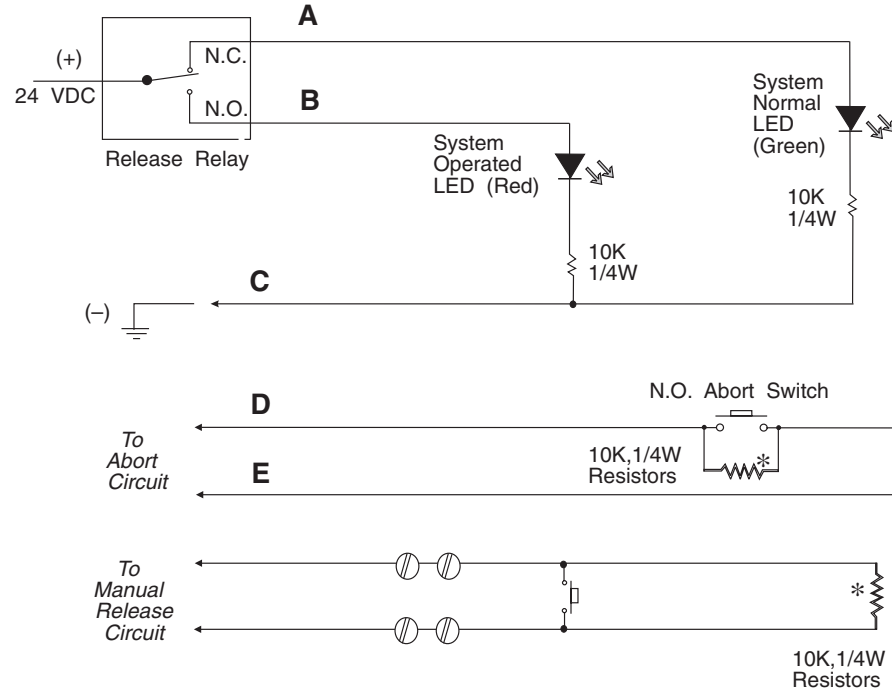 A
(+)
N.C.
24 VDC
B
N.O.
Release Relay
System
Normal
LED
(Green)
System
Operated
LED (Red)
10K
1/4W
10K
1/4W
C
(–)
N.O. Abort Switch
D
To
Abort
Circuit
10K,1/4W
Resistors
*
E
To
Manual
Release
Circuit
*
10K,1/4W
Resistors